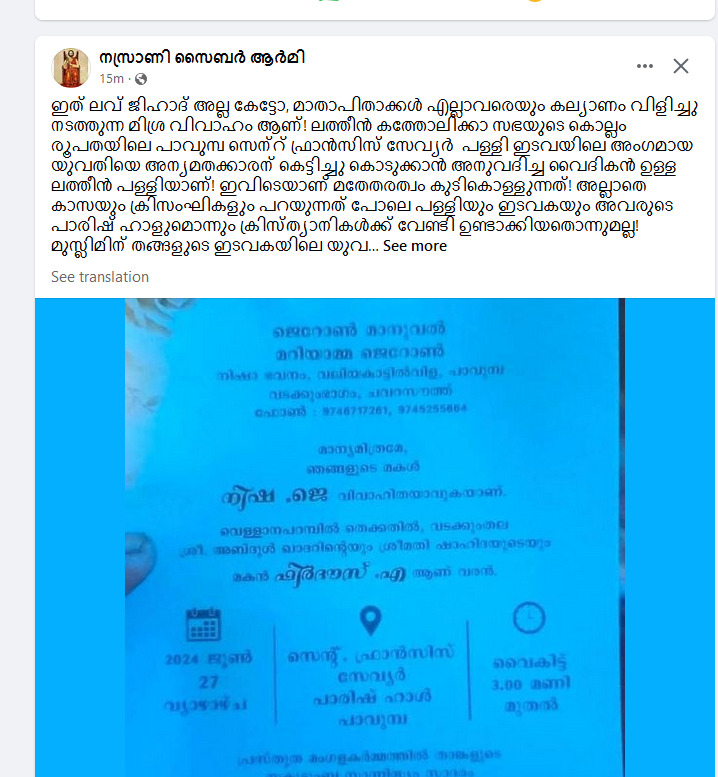 നസ്രാണി സൈബർ ആർമി
15m ·
ഇത് ലവ് ജിഹാദ് അല്ല കേട്ടോ, മാതാപിതാക്കൾ എല്ലാവരെയും കല്യാണം വിളിച്ചു
നടത്തുന്ന മിശ്ര വിവാഹം ആണ്! ലത്തീൻ കത്തോലിക്കാ സഭയുടെ കൊല്ലം
രൂപതയിലെ പാവുമ്പ സെന്റ് ഫ്രാൻസിസ് സേവ്യർ പള്ളി ഇടവയിലെ അംഗമായ
യുവതിയെ അന്യമതക്കാരന് കെട്ടിച്ചു കൊടുക്കാൻ അനുവദിച്ച വൈദികൻ ഉള്ള
ലത്തീൻ പള്ളിയാണ്! ഇവിടെയാണ് മതേതരത്വം കുടികൊള്ളുന്നത്! അല്ലാതെ
കാസയും ക്രിസംഘികളും പറയുന്നത് പോലെ പള്ളിയും ഇടവകയും അവരുടെ
പാരിഷ് ഹാളുമൊന്നും ക്രിസ്ത്യാനികൾക്ക് വേണ്ടി ഉണ്ടാക്കിയതൊന്നുമല്ല!
മുസ്ലിമിന് തങ്ങളുടെ ഇടവകയിലെ യുവ... See more
See translation
ജെറോൺ മാനുവൽ
മറിയാമ്മ ജെറോൺ
നിഷാ ഭവനം, വലിയകാട്ടിൽവിള, പാവുമ്പ
വടക്കുംഭാഗം, ചവറസൗത്ത്
ഫോൺ : 9746717261, 9745255604
മാന്യമിത്രമേ,
ഞങ്ങളുടെ മകൾ
നിഷ .ജെ വിവാഹിതയാവുകയാണ്.
വെള്ളാനപറമ്പിൽ തെക്കതിൽ, വടക്കുംതല
ശ്രീ. അബ്ദുൾ ഖാദറിന്റെയും ശ്രീമതി ഷാഹിദയുടെയും
മകൻ ഫിർദൗസ് .എ ആണ് വരൻ.
2024 ജൂൺ
27
വ്യാഴാഴ്ച
സെന്റ്. ഫ്രാൻസിസ്
സേവ്യർ
പാരിഷ് ഹാൾ
പാവുമ്പ
വൈകിട്ട്
3.00 മണി
മുതൽ
പ്രസ്തുത മംഗളകർമ്മത്തിൽ താങ്കളുടെ